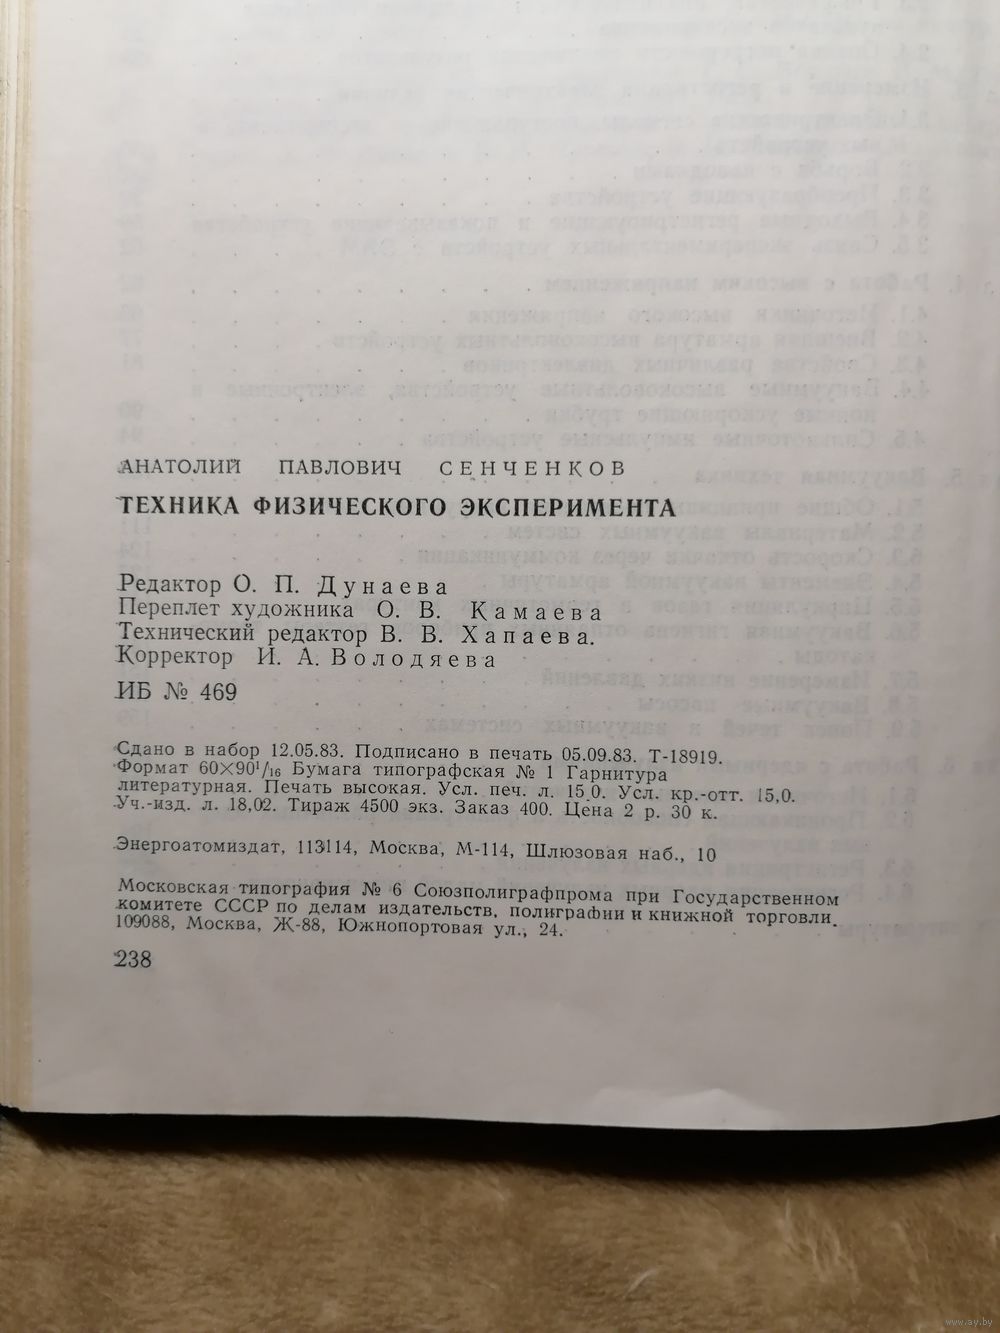 АНАТОЛИЙ ПАВЛОВИЧ СЕНЧЕНКОВ
ТЕХНИКА ФИЗИЧЕСКОГО ЭКСПЕРИМЕНТА
Редактор О. П. Дунаева
Переплет художника О. В. Камаева
Технический редактор В. В. Хапаева.
Корректор И. А. Володяева
ИБ № 469
Сдано в набор 12.05.83. Подписано в печать 05.09.83. Т-18919.
Формат 60×90¹/₁₆ Бумага типографская № 1 Гарнитура
литературная. Печать высокая. Усл. печ. л. 15,0. Усл. кр.-отт. 15,0.
Уч.-изд. л. 18,02. Тираж 4500 экз. Заказ 400. Цена 2 р. 30 к.
Энергоатомиздат, 113114, Москва, М-114, Шлюзовая наб., 10
Московская типография № 6 Союзполиграфпрома при Государственном
комитете СССР по делам издательств, полиграфии и книжной торговли.
109088, Москва, Ж-88, Южнопортовая ул., 24.
238
www.ay.by